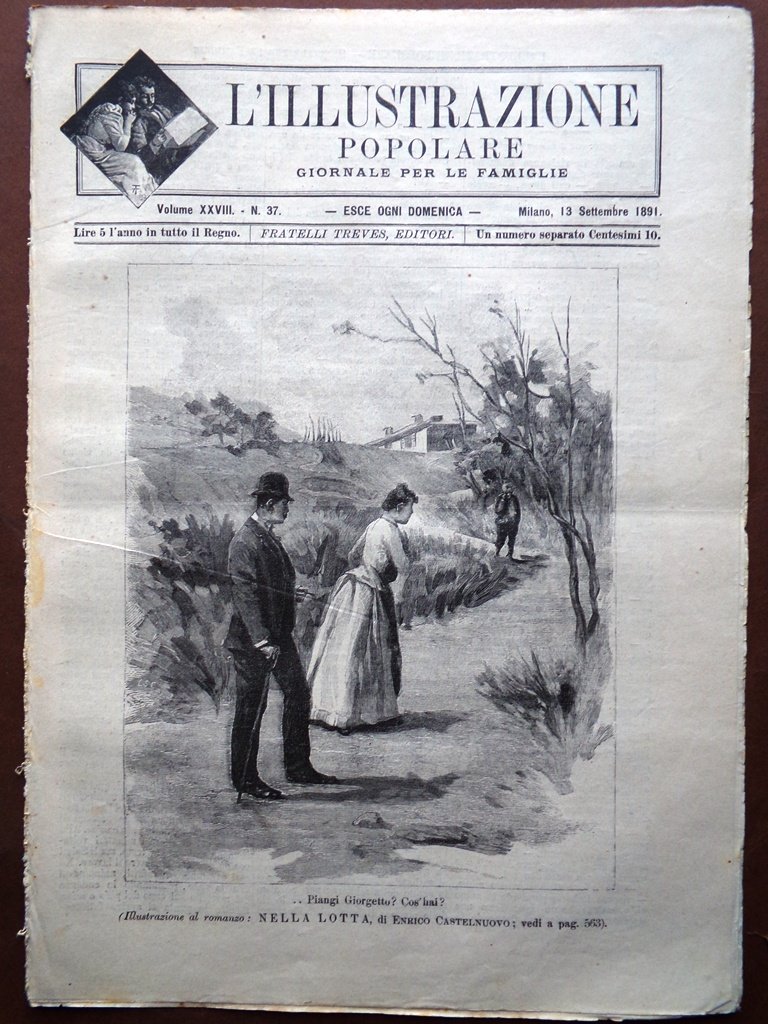 L'ILLUSTRAZIONE
POPOLARE
GIORNALE PER LE FAMIGLIE
Volume XXVIII. - N. 37. — ESCE OGNI DOMENICA — Milano, 13 Settembre 1891.
Lire 5 l'anno in tutto il Regno. FRATELLI TREVES, EDITORI. Un numero separato Centesimi 10.
.. Piangi Giorgetto? Cos'hai?
(Illustrazione al romanzo: NELLA LOTTA, di ENRICO CASTELNUOVO; vedi a pag. 563).